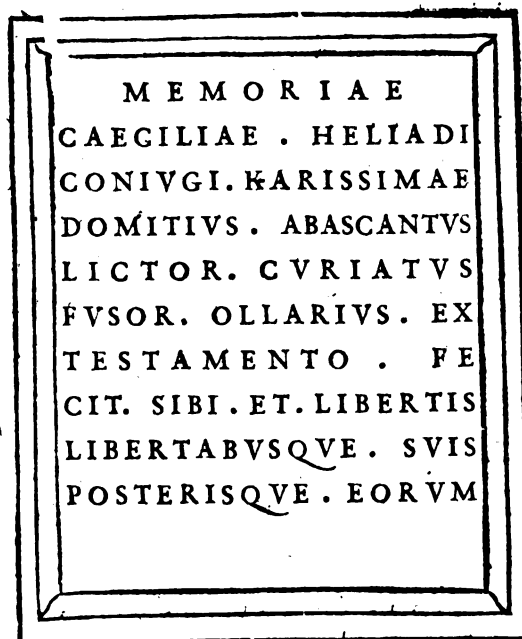 MEMORIAE
CAECILIAE . HELIADI
CONIVGI. KARISSIMAE
DOMITIVS . ABASCANTVS
LICTOR. CVRIATVS
FVSOR. OLLARIVS. EX
TESTAMENTO . FE
CIT. SIBI . ET. LIBERTIS
LIBERTABVSQVE . SVIS
POSTERISQVE . EORVM